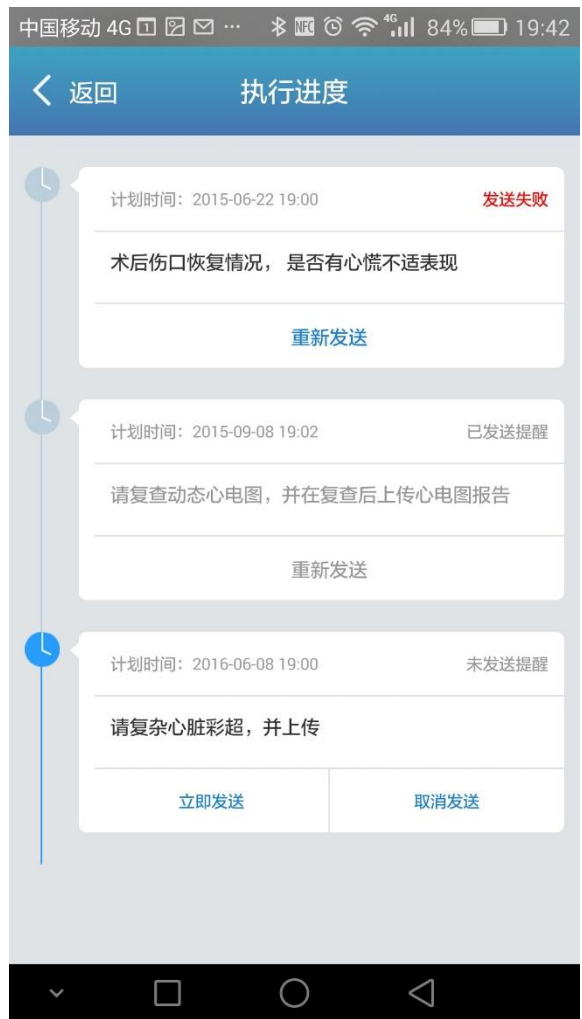 中国移动 4G 1 ··· NFC 4G 84% 19:42
返回 执行进度
计划时间：2015-06-22 19:00 发送失败
术后伤口恢复情况，是否有心慌不适表现
重新发送
计划时间：2015-09-08 19:02 已发送提醒
请复查动态心电图，并在复查后上传心电图报告
重新发送
计划时间：2016-06-08 19:00 未发送提醒
请复杂心脏彩超，并上传
立即发送 取消发送